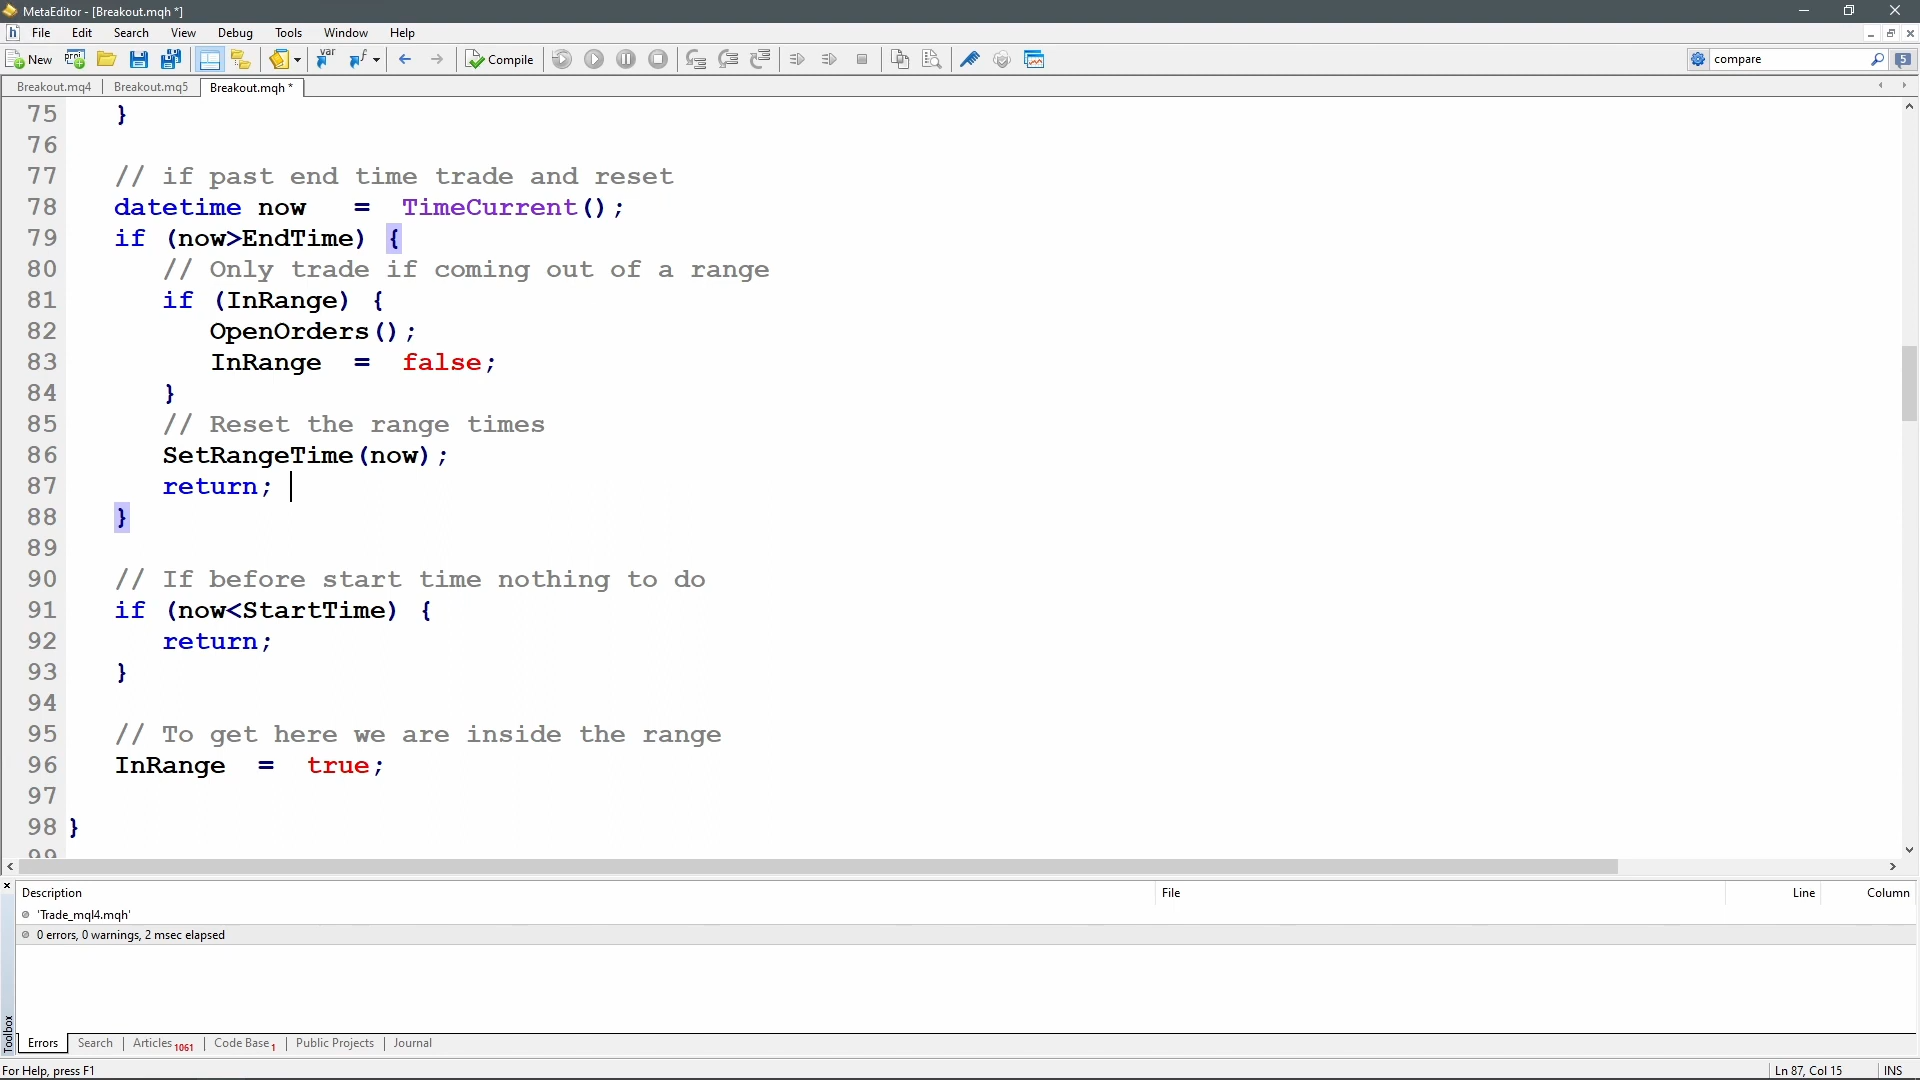 MetaEditor - [Breakout.mqh *]
File Edit Search View Debug Tools Window Help
New Compile compare 5
Breakout.mq4 Breakout.mq5 Breakout.mqh *
75 }
76
77 // if past end time trade and reset
78 datetime now = TimeCurrent();
79 if (now>EndTime) {
80 // Only trade if coming out of a range
81 if (InRange) {
82 OpenOrders();
83 InRange = false;
84 }
85 // Reset the range times
86 SetRangeTime(now);
87 return;
88 }
89
90 // If before start time nothing to do
91 if (now<StartTime) {
92 return;
93 }
94
95 // To get here we are inside the range
96 InRange = true;
97
98 }
99
Description File Line Column
'Trade_mql4.mqh'
0 errors, 0 warnings, 2 msec elapsed
Toolbox
Errors Search Articles 1061 Code Base 1 Public Projects Journal
For Help, press F1 Ln 87, Col 15 INS